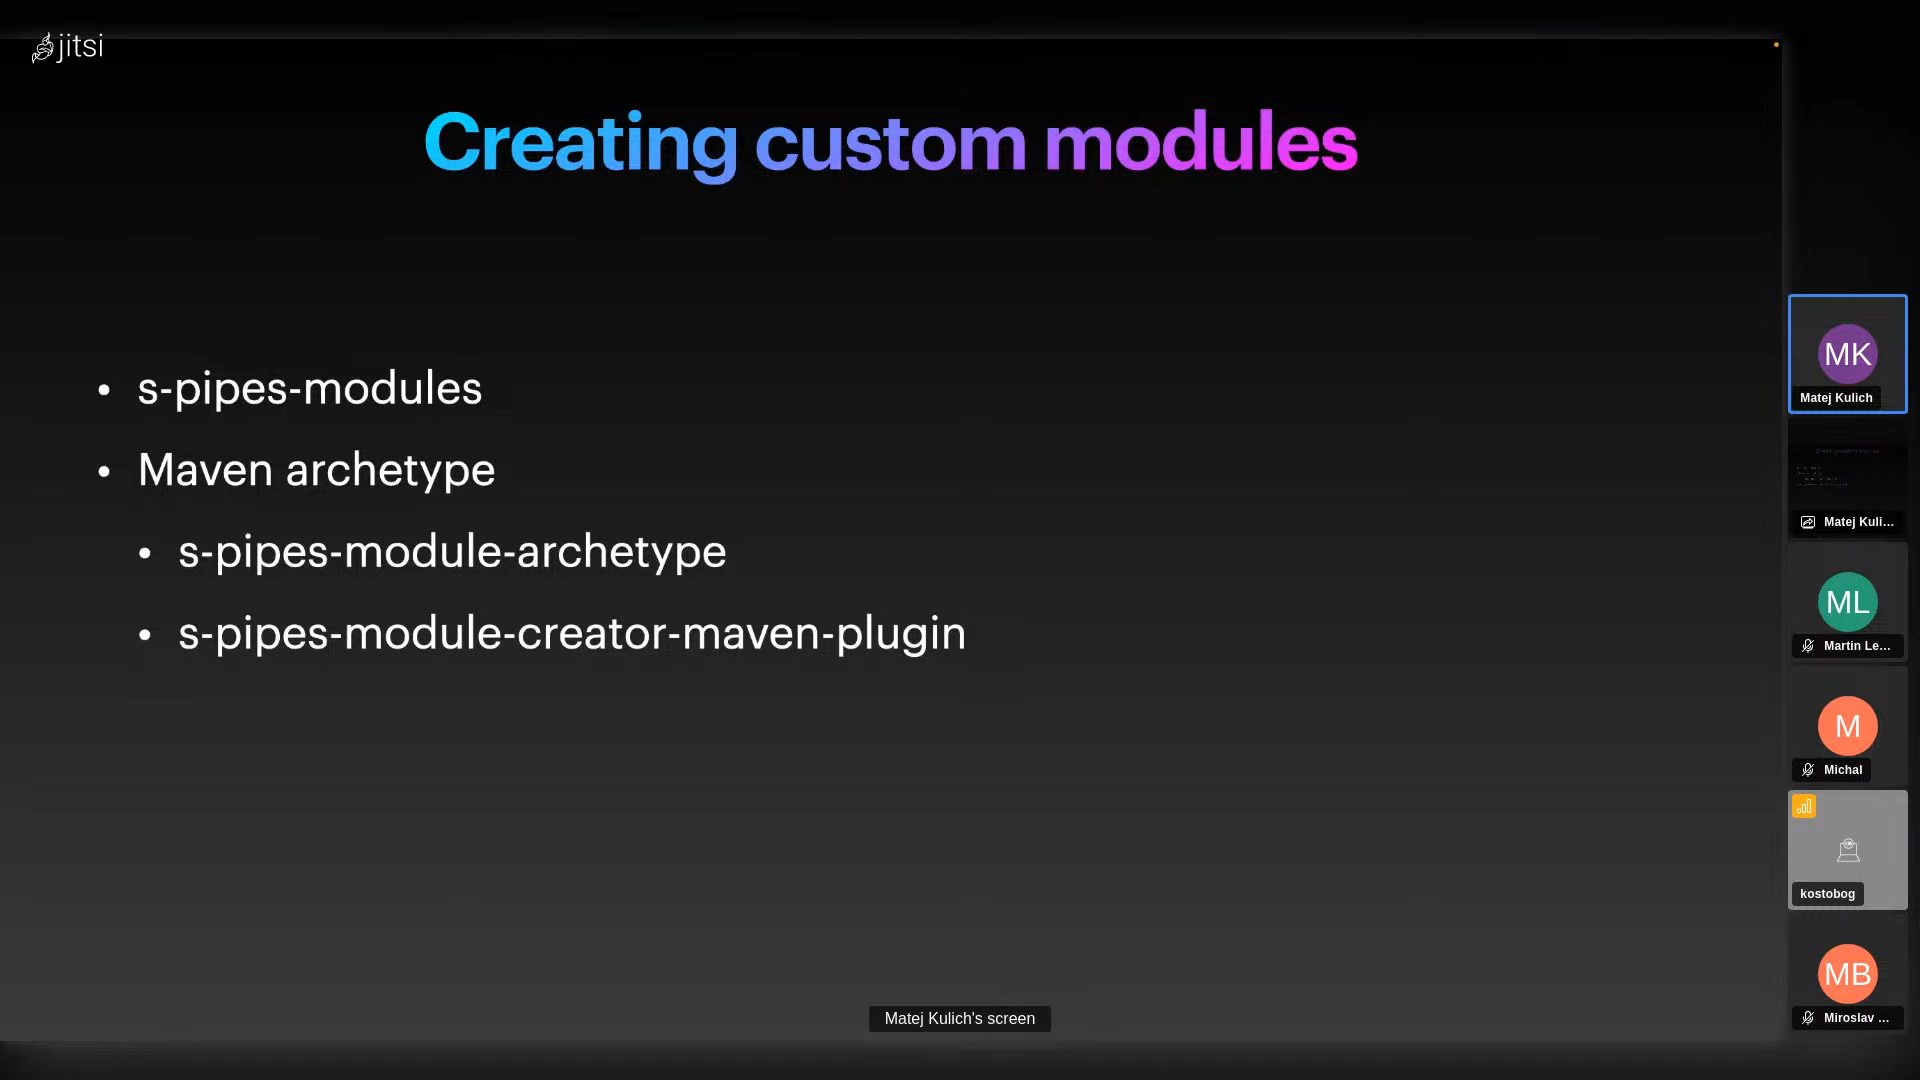 jitsi
Creating custom modules
• s-pipes-modules
• Maven archetype
• s-pipes-module-archetype
• s-pipes-module-creator-maven-plugin
Matej Kulich's screen
MK
Matej Kulich
Matej Kuli...
ML
Martin Le...
M
Michal
kostobog
MB
Miroslav ...